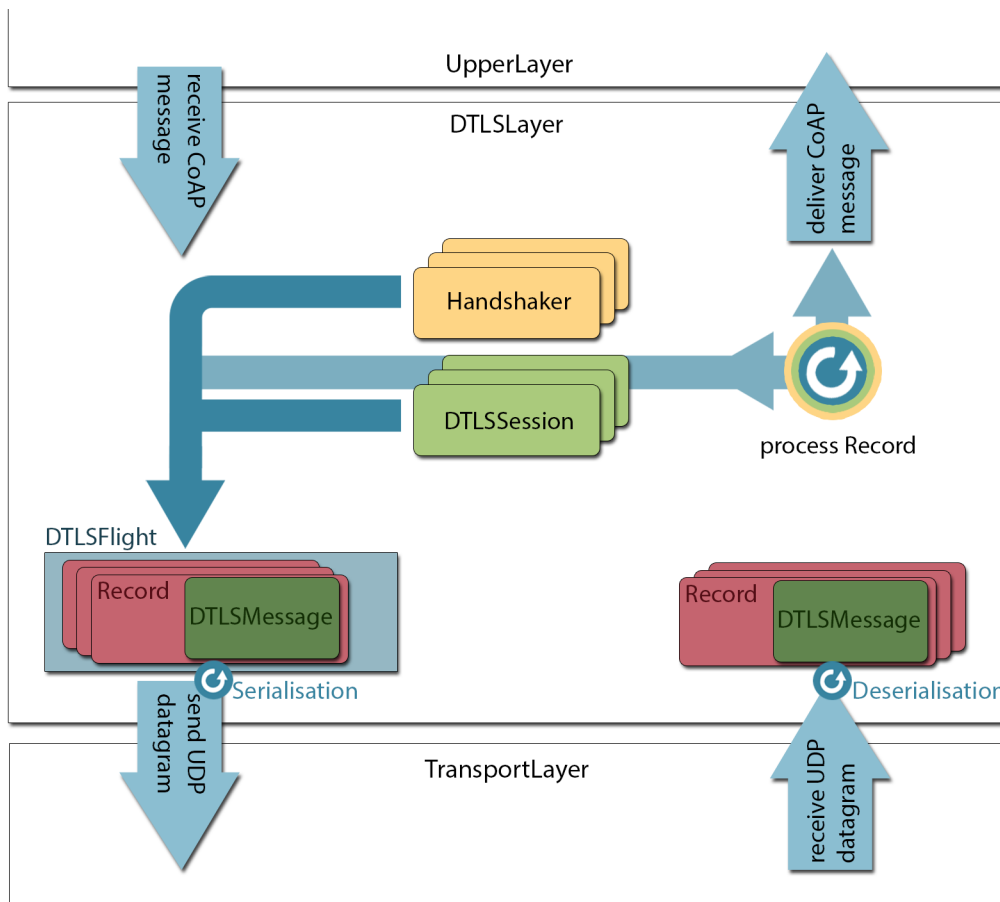 UpperLayer
receive CoAP
message
deliver CoAP
message
DTLSLayer
Handshaker
DTLSSession
process Record
DTLSFlight
Record
DTLSMessage
Record
DTLSMessage
Serialisation
Deserialisation
send UDP
datagram
TransportLayer
receive UDP
datagram